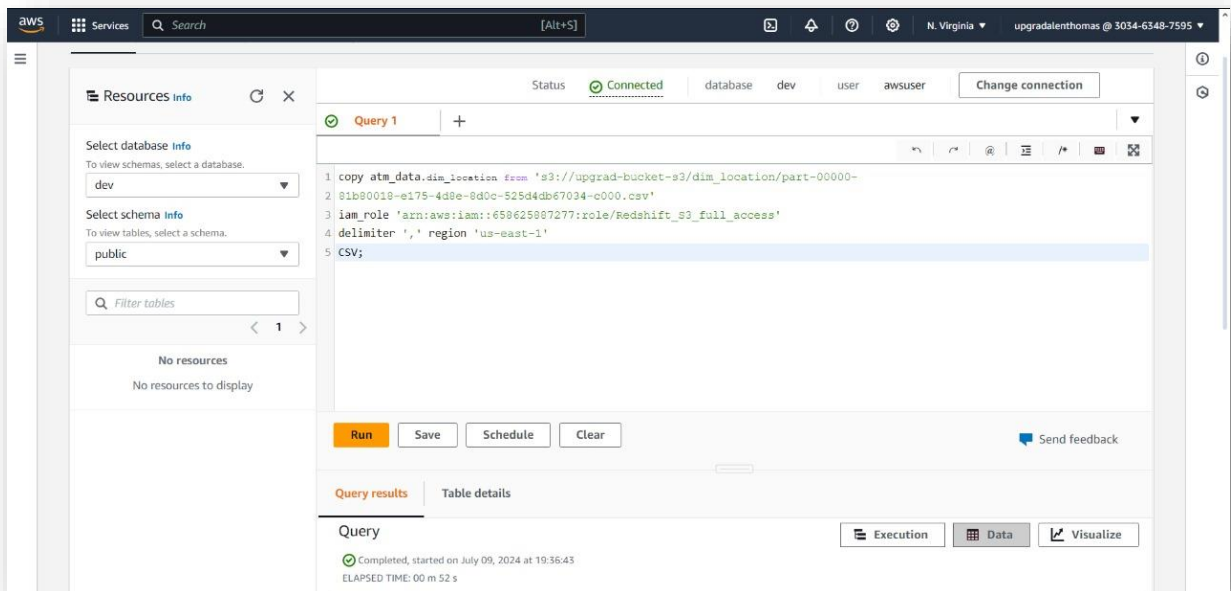 aws
Services
Search
[Alt+S]
N. Virginia
upgradalenthomas @ 3034-6348-7595
Resources Info
Status
Connected
database
dev
user
awsuser
Change connection
Query 1
+
Select database Info
To view schemas, select a database.
dev
Select schema Info
To view tables, select a schema.
public
Filter tables
< 1 >
No resources
No resources to display
1 copy atm_data.dim_location from 's3://upgrad-bucket-s3/dim_location/part-00000-
2 81b80018-e175-4d8e-8d0c-525d4db67034-c000.csv'
3 iam_role 'arn:aws:iam::658625887277:role/Redshift_S3_full_access'
4 delimiter ',' region 'us-east-1'
5 CSV;
Run
Save
Schedule
Clear
Send feedback
Query results
Table details
Query
Execution
Data
Visualize
Completed, started on July 09, 2024 at 19:36:43
ELAPSED TIME: 00 m 52 s